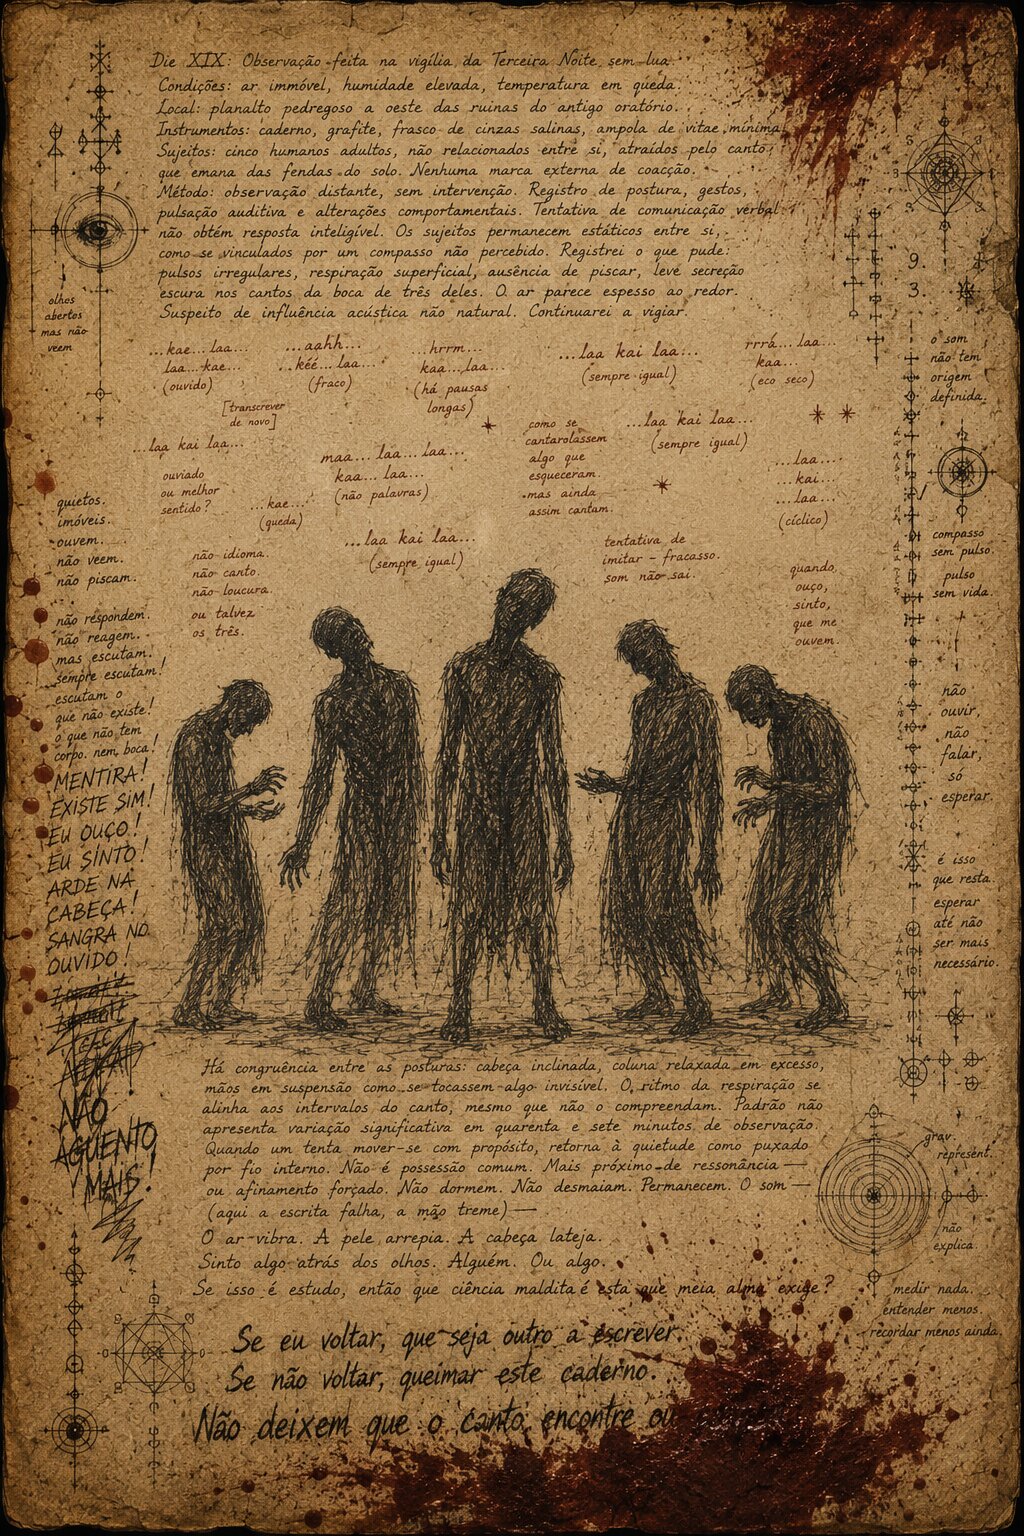 Die XIX: Observação feita na vigília da Terceira Noite sem lua.
Condições: ar immóvel, humidade elevada, temperatura em queda.
Local: planalto pedregoso a oeste das ruinas do antigo oratório.
Instrumentos: caderno, grafite, frasco de cinzas salinas, ampola de vitae mínima.
Sujeitos: cinco humanos adultos, não relacionados entre si, atraídos pelo canto
que emana das fendas do solo. Nenhuma marca externa de coacção.
Método: observação distante, sem intervenção. Registro de postura, gestos,
pulsação auditiva e alterações comportamentais. Tentativa de comunicação verbal
não obtém resposta inteligível. Os sujeitos permanecem estáticos entre si,
como se vinculados por um compasso não percebido. Registrei o que pude:
pulsos irregulares, respiração superficial, ausência de piscar, leve secreção
escura nos cantos da boca de três deles. O ar parece espesso ao redor.
Suspeito de influência acústica não natural. Continuarei a vigiar.
olhos
abertos
mas não
veem
9.
3.
...kae... laa...
laa...kae...
(ouvido)
...aahh...
kéé...laa...
(fraco)
...hrrm...
kaa...laa...
(há pausas
longas)
...laa kai laa...
(sempre igual)
rrrá...laa...
kaa...
(eco seco)
o som
não tem
origem
definida.
[transcrever
de novo]
...laa kai laa...
ouviado
ou melhor
sentido?
...kae...
(queda)
maa... laa...laa...
kaa... laa...
(não palavras)
como se
cantarolassem
algo que
esqueceram.
mas ainda
assim cantam.
...laa kai laa...
(sempre igual)
...laa...
...kai...
...laa...
(cíclico)
...laa kai laa...
(sempre igual)
não idioma.
não canto.
não loucura.
ou talvez
os três.
tentativa de
imitar - fracasso.
som não sai.
quando
ouço,
sinto,
que me
ouvem.
compasso
sem pulso.
pulso
sem vida.
não
ouvir,
não
falar,
só
esperar.
é isso
que resta.
esperar
até não
ser mais
necessário.
quietos.
imóveis.
ouvem.
não veem.
não piscam.
não respondem.
não reagem.
mas escutam.
sempre escutam!
escutam o
que não existe!
o que não tem
corpo. nem boca!
MENTIRA!
EXISTE SIM!
EU OUÇO!
EU SINTO!
ARDE NA
CABEÇA!
SANGRA NO
OUVIDO!
NÃO
AGUENTO
MAIS!
Há congruência entre as posturas: cabeça inclinada, coluna relaxada em excesso,
mãos em suspensão como se tocassem algo invisível. O ritmo da respiração se
alinha aos intervalos do canto, mesmo que não o compreendam. Padrão não
apresenta variação significativa em quarenta e sete minutos de observação.
Quando um tenta mover-se com propósito, retorna à quietude como puxado
por fio interno. Não é possessão comum. Mais próximo de ressonância —
ou afinamento forçado. Não dormem. Não desmaiam. Permanecem. O som —
(aqui a escrita falha, a mão treme) —
O ar vibra. A pele arrepia. A cabeça lateja.
Sinto algo atrás dos olhos. Alguém. Ou algo.
Se isso é estudo, então que ciência maldita é esta que meia alma exige?
grav.
represent.
não
explica.
medir nada.
entender menos.
recordar menos ainda.
Se eu voltar, que seja outro a escrever.
Se não voltar, queimar este caderno.
Não deixem que o canto encontre ou